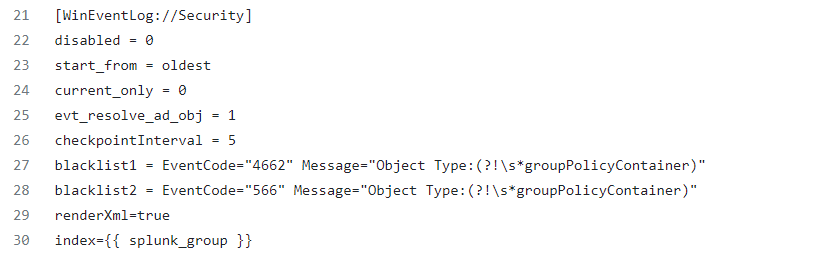 21 [WinEventLog://Security]
22 disabled = 0
23 start_from = oldest
24 current_only = 0
25 evt_resolve_ad_obj = 1
26 checkpointInterval = 5
27 blacklist1 = EventCode="4662" Message="Object Type:(?!\s*groupPolicyContainer)"
28 blacklist2 = EventCode="566" Message="Object Type:(?!\s*groupPolicyContainer)"
29 renderXml=true
30 index={{ splunk_group }}